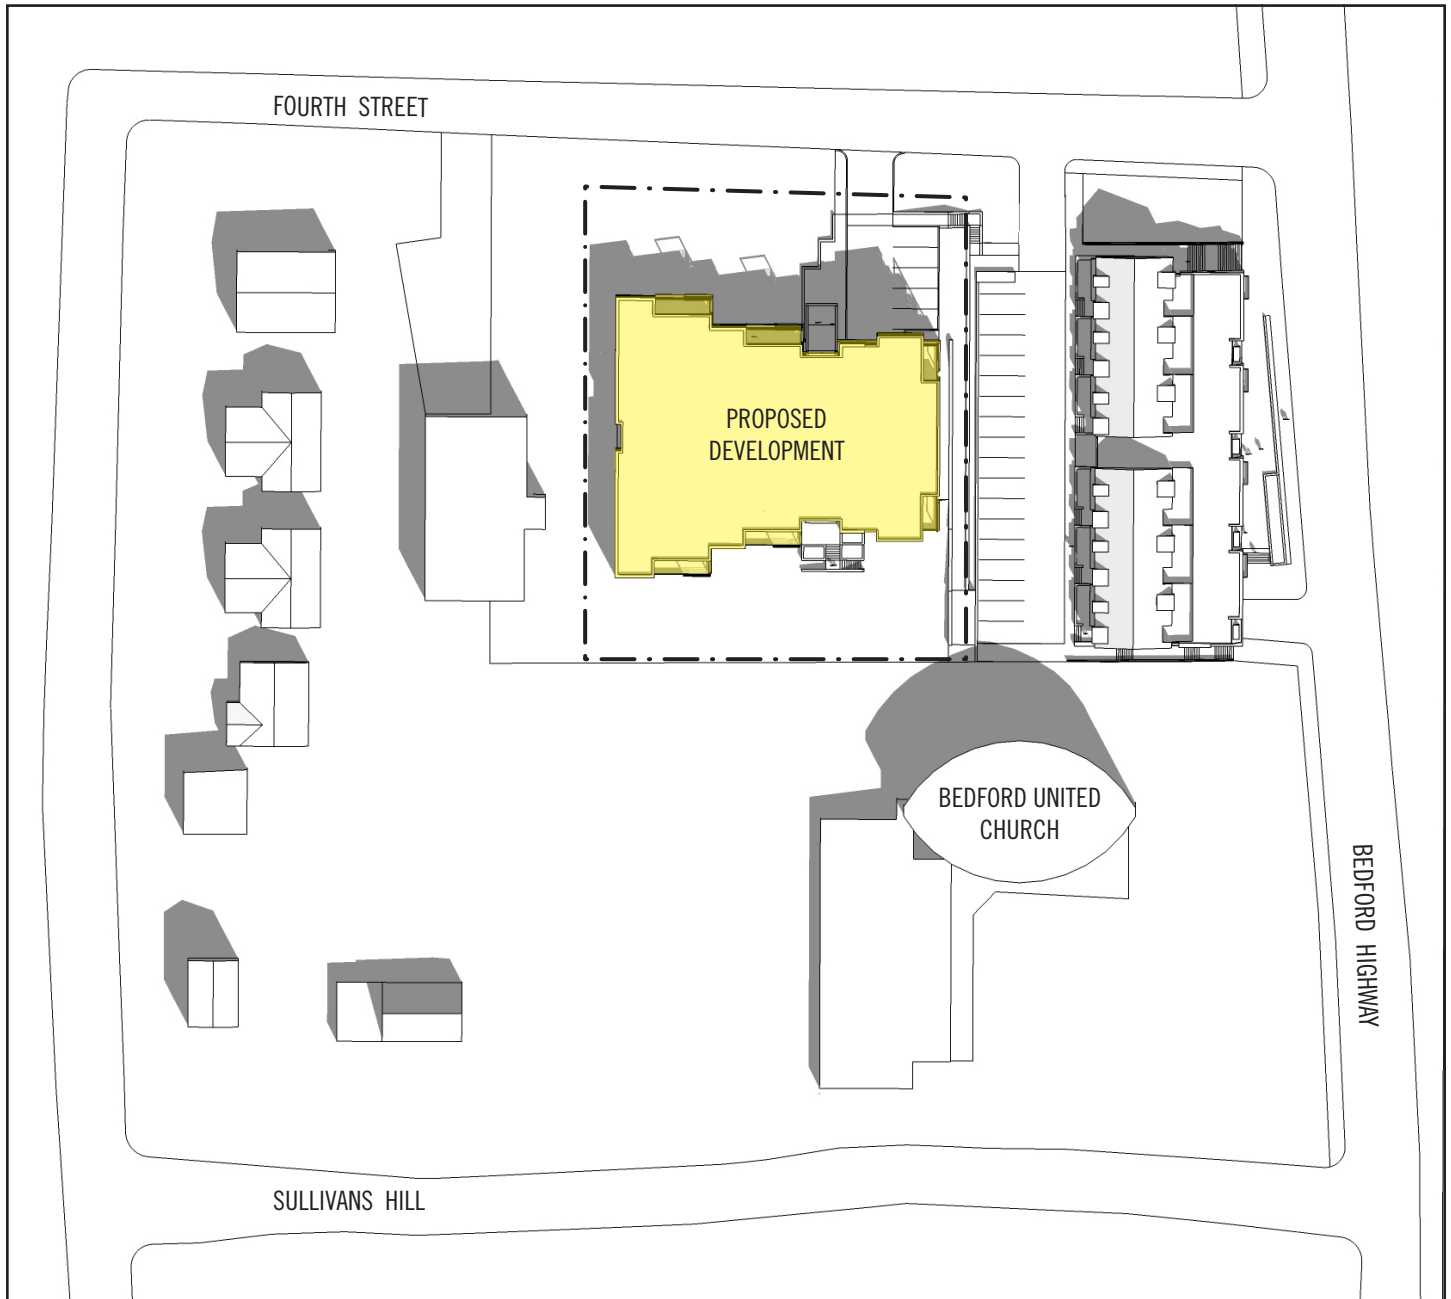 FOURTH STREET
PROPOSED
DEVELOPMENT
BEDFORD UNITED
CHURCH
BEDFORD HIGHWAY
SULLIVANS HILL